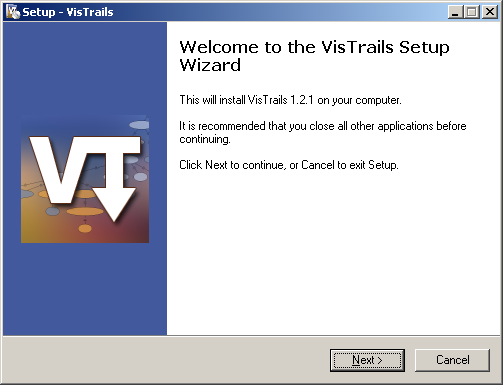 Setup - VisTrails
Welcome to the VisTrails Setup
Wizard
This will install VisTrails 1.2.1 on your computer.
It is recommended that you close all other applications before
continuing.
Click Next to continue, or Cancel to exit Setup.
VT
Next >
Cancel